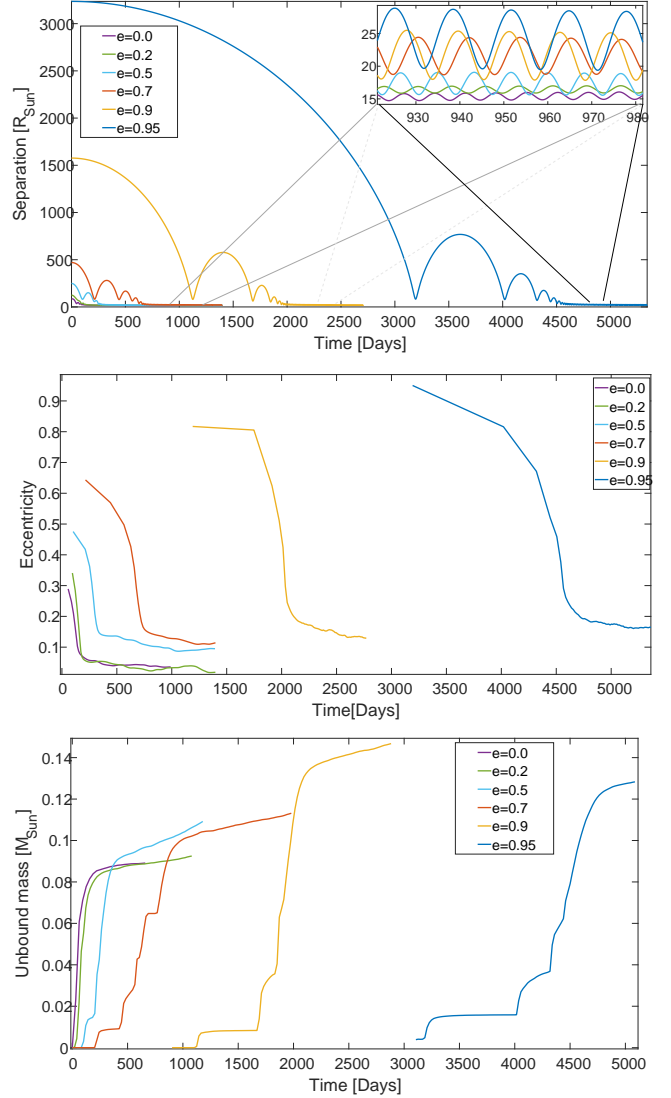 3000
2500
2000
1500
1000
500
0
Separation [R_Sun]
e=0.0
e=0.2
e=0.5
e=0.7
e=0.9
e=0.95
25
20
15
930 940 950 960 970 980
0 500 1000 1500 2000 2500 3000 3500 4000 4500 5000
Time [Days]
0.9
0.8
0.7
0.6
0.5
0.4
0.3
0.2
0.1
Eccentricity
e=0.0
e=0.2
e=0.5
e=0.7
e=0.9
e=0.95
0 500 1000 1500 2000 2500 3000 3500 4000 4500 5000
Time[Days]
0.14
0.12
0.1
0.08
0.06
0.04
0.02
0
Unbound mass [M_Sun]
e=0.0
e=0.2
e=0.5
e=0.7
e=0.9
e=0.95
0 500 1000 1500 2000 2500 3000 3500 4000 4500 5000
Time [Days]